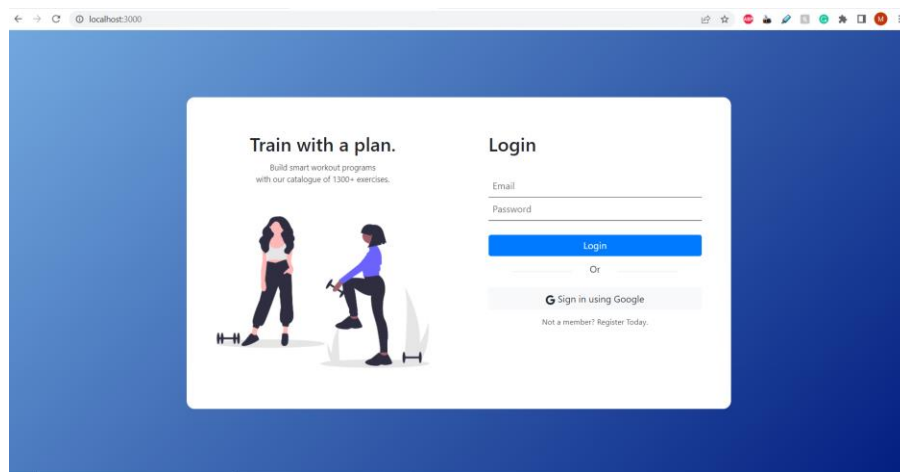 localhost:3000
ABP
M
Train with a plan.
Build smart workout programs
with our catalogue of 1300+ exercises.
Login
Email
Password
Login
Or
G Sign in using Google
Not a member? Register Today.